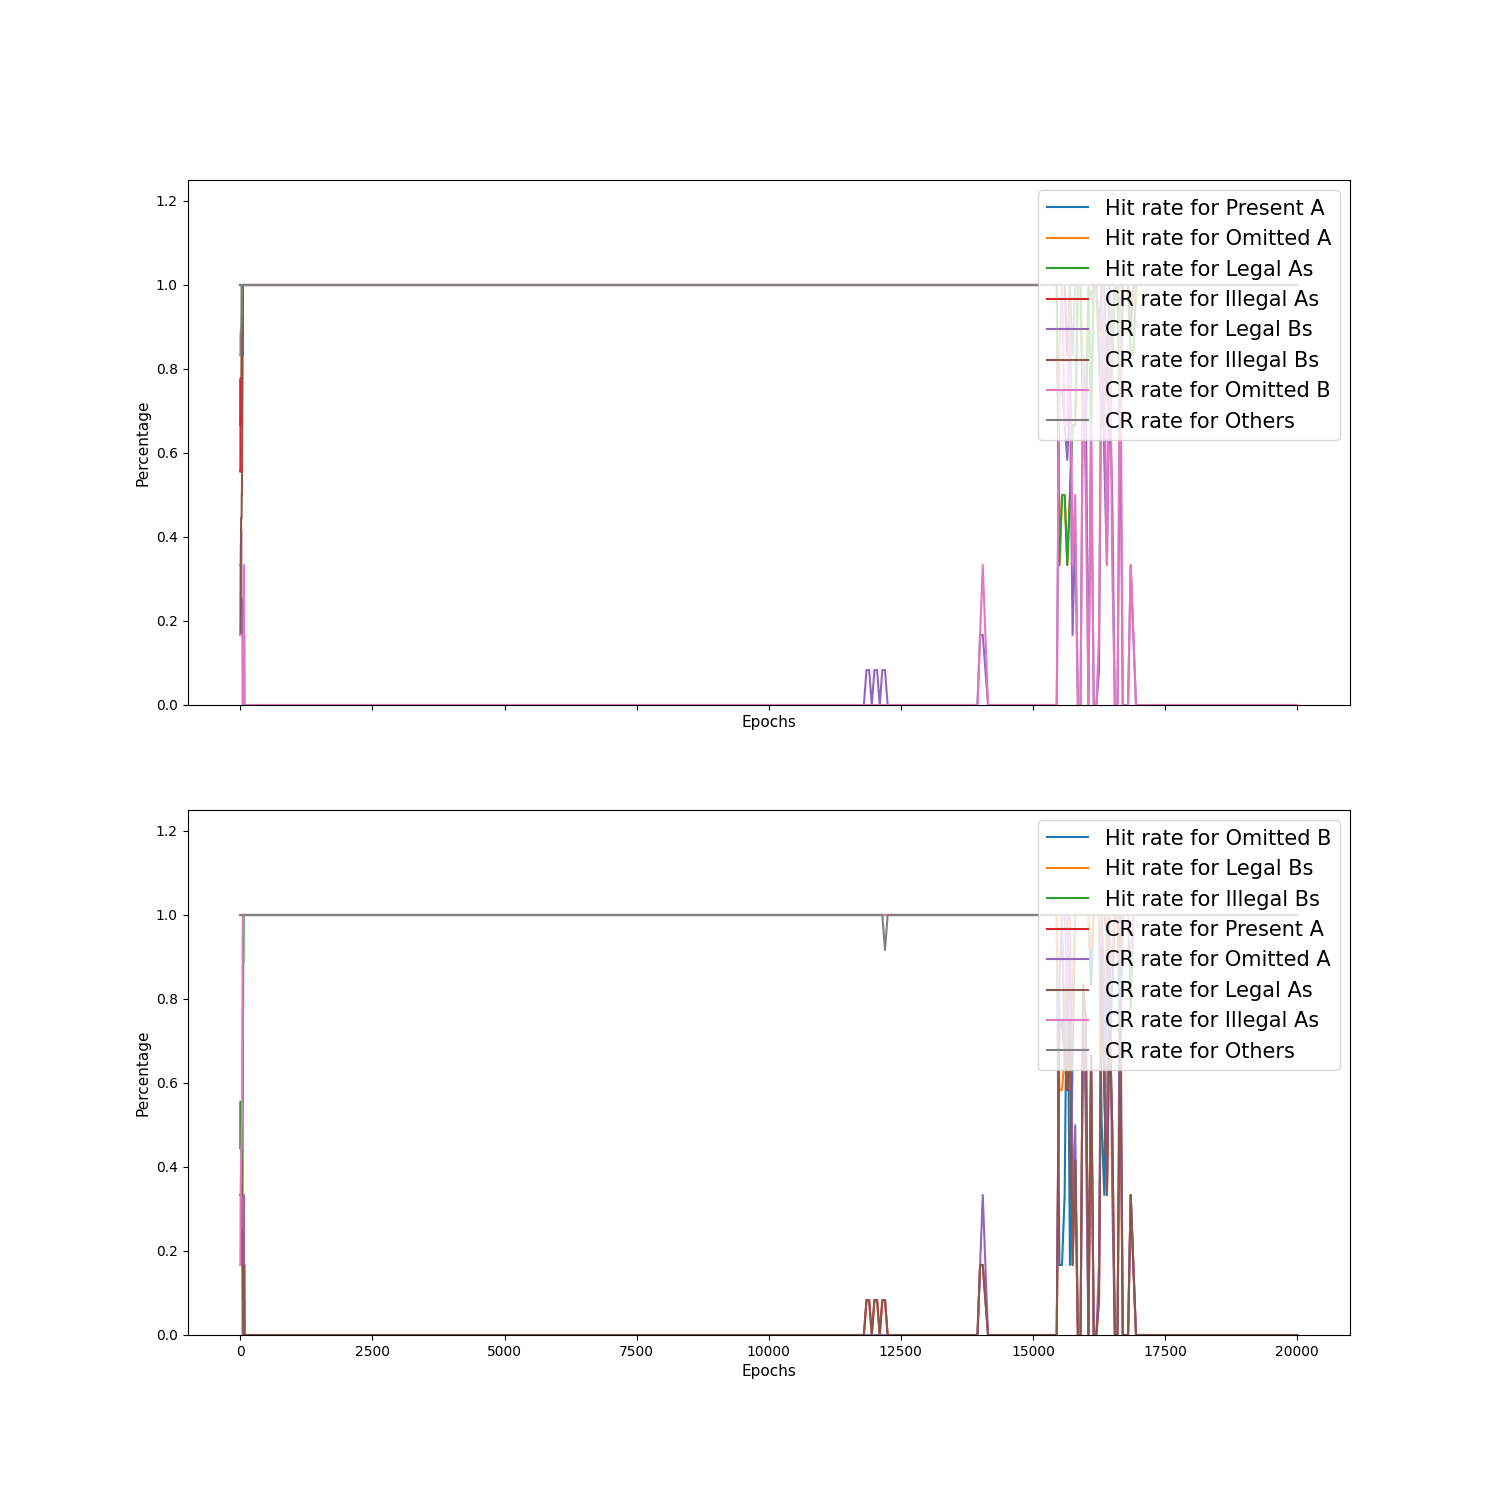 1.2
1.0
0.8
0.6
0.4
0.2
0.0
Percentage
Hit rate for Present A
Hit rate for Omitted A
Hit rate for Legal As
CR rate for Illegal As
CR rate for Legal Bs
CR rate for Illegal Bs
CR rate for Omitted B
CR rate for Others
Epochs
1.2
1.0
0.8
0.6
0.4
0.2
0.0
Percentage
Hit rate for Omitted B
Hit rate for Legal Bs
Hit rate for Illegal Bs
CR rate for Present A
CR rate for Omitted A
CR rate for Legal As
CR rate for Illegal As
CR rate for Others
0 2500 5000 7500 10000 12500 15000 17500 20000
Epochs